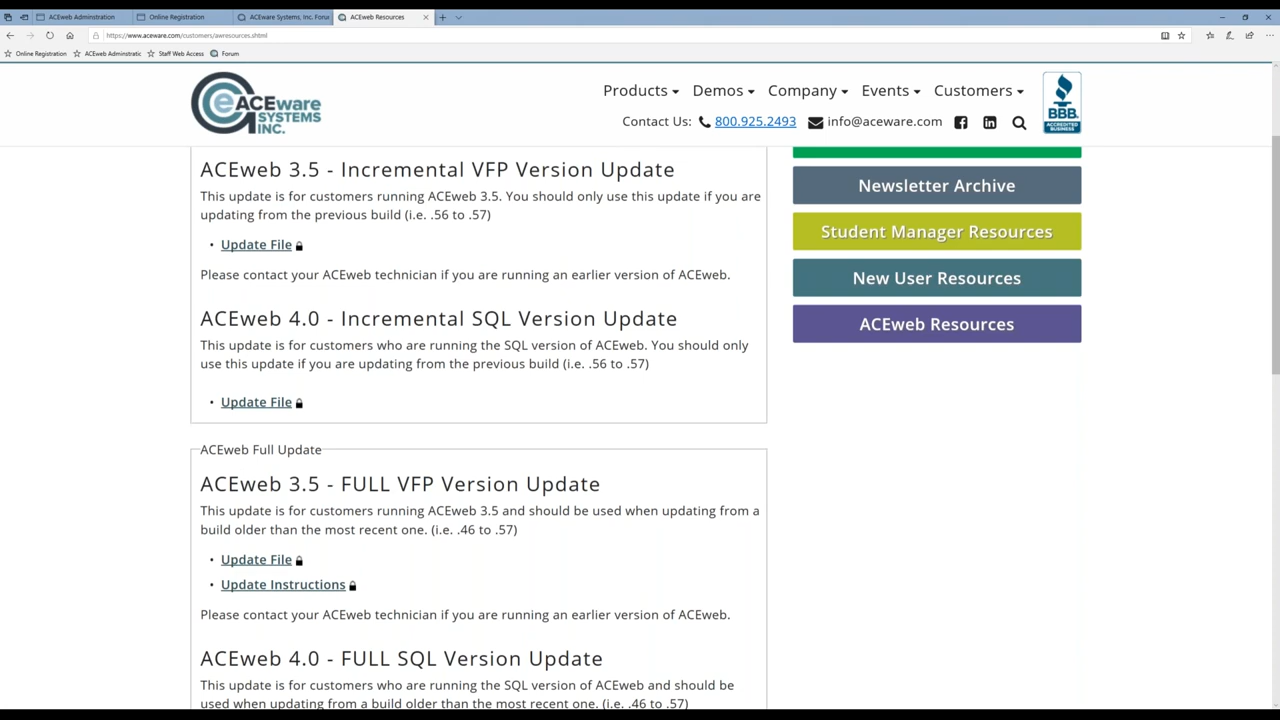 ACEweb Adminstration
Online Registration
ACEware Systems, Inc. Foru
ACEweb Resources
https://www.aceware.com/customers/awresources.shtml
Online Registration
ACEweb Administratic
Staff Web Access
Forum
ACEware
SYSTEMS
INC.
Products
Demos
Company
Events
Customers
Contact Us: 800.925.2493 info@aceware.com
BBB.
ACCREDITED
BUSINESS
ACEweb 3.5 - Incremental VFP Version Update
This update is for customers running ACEweb 3.5. You should only use this update if you are
updating from the previous build (i.e. .56 to .57)
• Update File
Please contact your ACEweb technician if you are running an earlier version of ACEweb.
ACEweb 4.0 - Incremental SQL Version Update
This update is for customers who are running the SQL version of ACEweb. You should only
use this update if you are updating from the previous build (i.e. .56 to .57)
• Update File
ACEweb Full Update
ACEweb 3.5 - FULL VFP Version Update
This update is for customers running ACEweb 3.5 and should be used when updating from a
build older than the most recent one. (i.e. .46 to .57)
• Update File
• Update Instructions
Please contact your ACEweb technician if you are running an earlier version of ACEweb.
ACEweb 4.0 - FULL SQL Version Update
This update is for customers who are running the SQL version of ACEweb and should be
used when updating from a build older than the most recent one. (i.e. .46 to .57)
Newsletter Archive
Student Manager Resources
New User Resources
ACEweb Resources